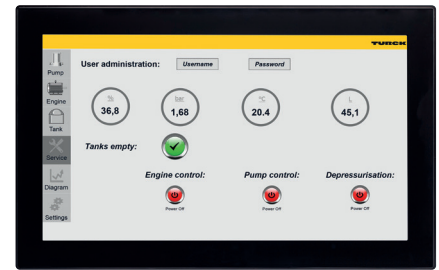 TURCK
Pump
Engine
Tank
Service
Diagram
Settings
User administration: Username Password
% bar °C L
36,8 1,68 20.4 45,1
Tanks empty:
Engine control: Pump control: Depressurisation:
Power Off Power Off Power Off